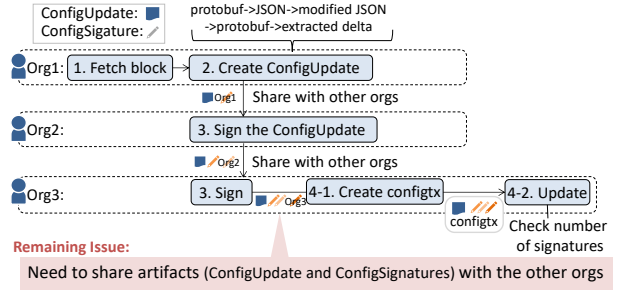 ConfigUpdate:
ConfigSigature:
protobuf->JSON->modified JSON
->protobuf->extracted delta
Org1:
1. Fetch block
2. Create ConfigUpdate
Org1
Share with other orgs
Org2:
3. Sign the ConfigUpdate
Org2
Share with other orgs
Org3:
3. Sign
Org3
4-1. Create configtx
4-2. Update
configtx
Check number
of signatures
Remaining Issue:
Need to share artifacts (ConfigUpdate and ConfigSignatures) with the other orgs